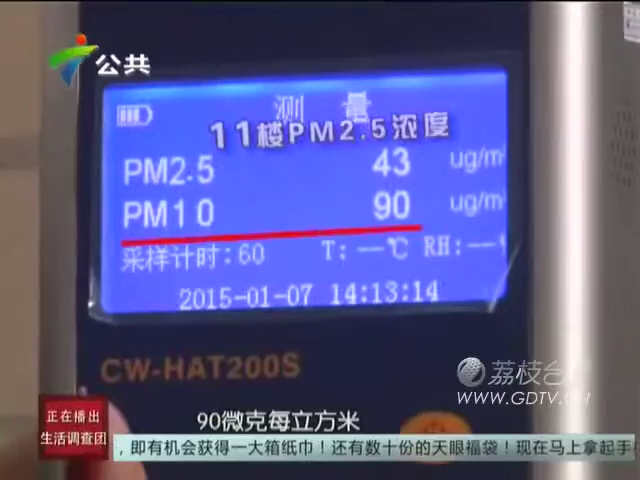 公共
测 量
11楼PM2.5浓度
PM2.5 43 ug/m
PM10 90 ug/m
采样计时:60 T:--℃ RH:--
2015-01-07 14:13:14
CW-HAT200S
荔枝台
www.GDTV.cn
90微克每立方米
正在播出
生活调查团
，即有机会获得一大箱纸巾！还有数十份的天眼福袋！现在马上拿起手